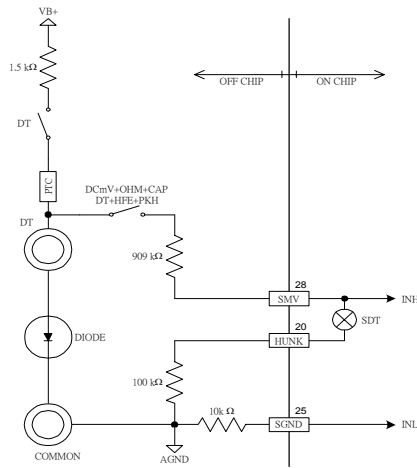 VB+
1.5 kΩ
OFF CHIP
ON CHIP
DT
PTC
DCmV+OHM+CAP
DT+HFE+PKH
DT
909 kΩ
28
SMV
INH
SDT
20
HUNK
DIODE
100 kΩ
10k Ω
25
SGND
INL
COMMON
AGND